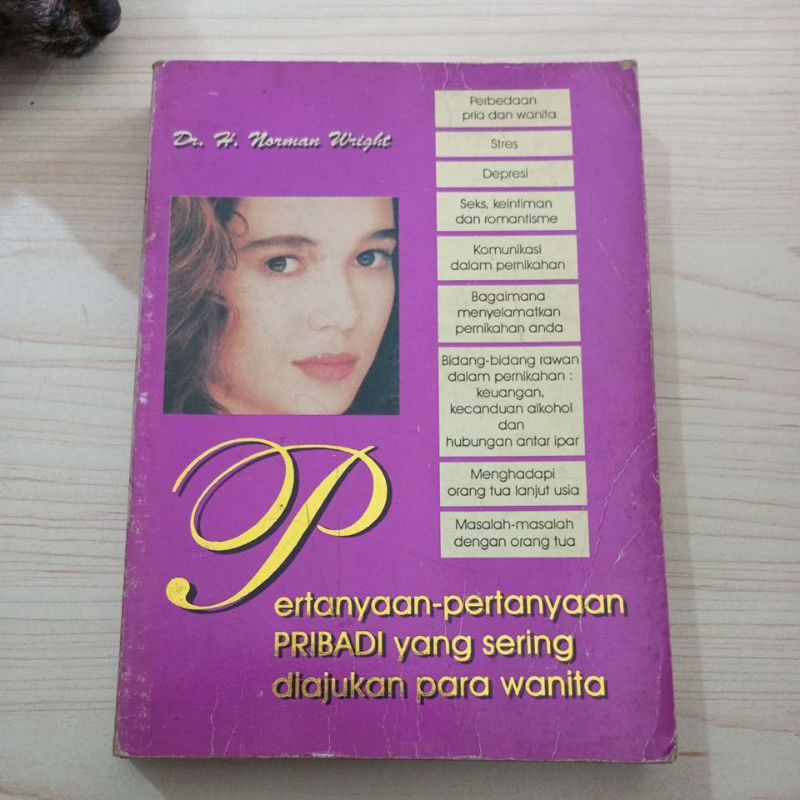 Dr. H. Norman Wright
Perbedaan
pria dan wanita
Stres
Depresi
Seks, keintiman
dan romantisme
Komunikasi
dalam pernikahan
Bagaimana
menyelamatkan
pernikahan anda
Bidang-bidang rawan
dalam pernikahan :
keuangan,
kecanduan alkohol
dan
hubungan antar ipar
Menghadapi
orang tua lanjut usia
Masalah-masalah
dengan orang tua
Pertanyaan-pertanyaan
PRIBADI yang sering
diajukan para wanita